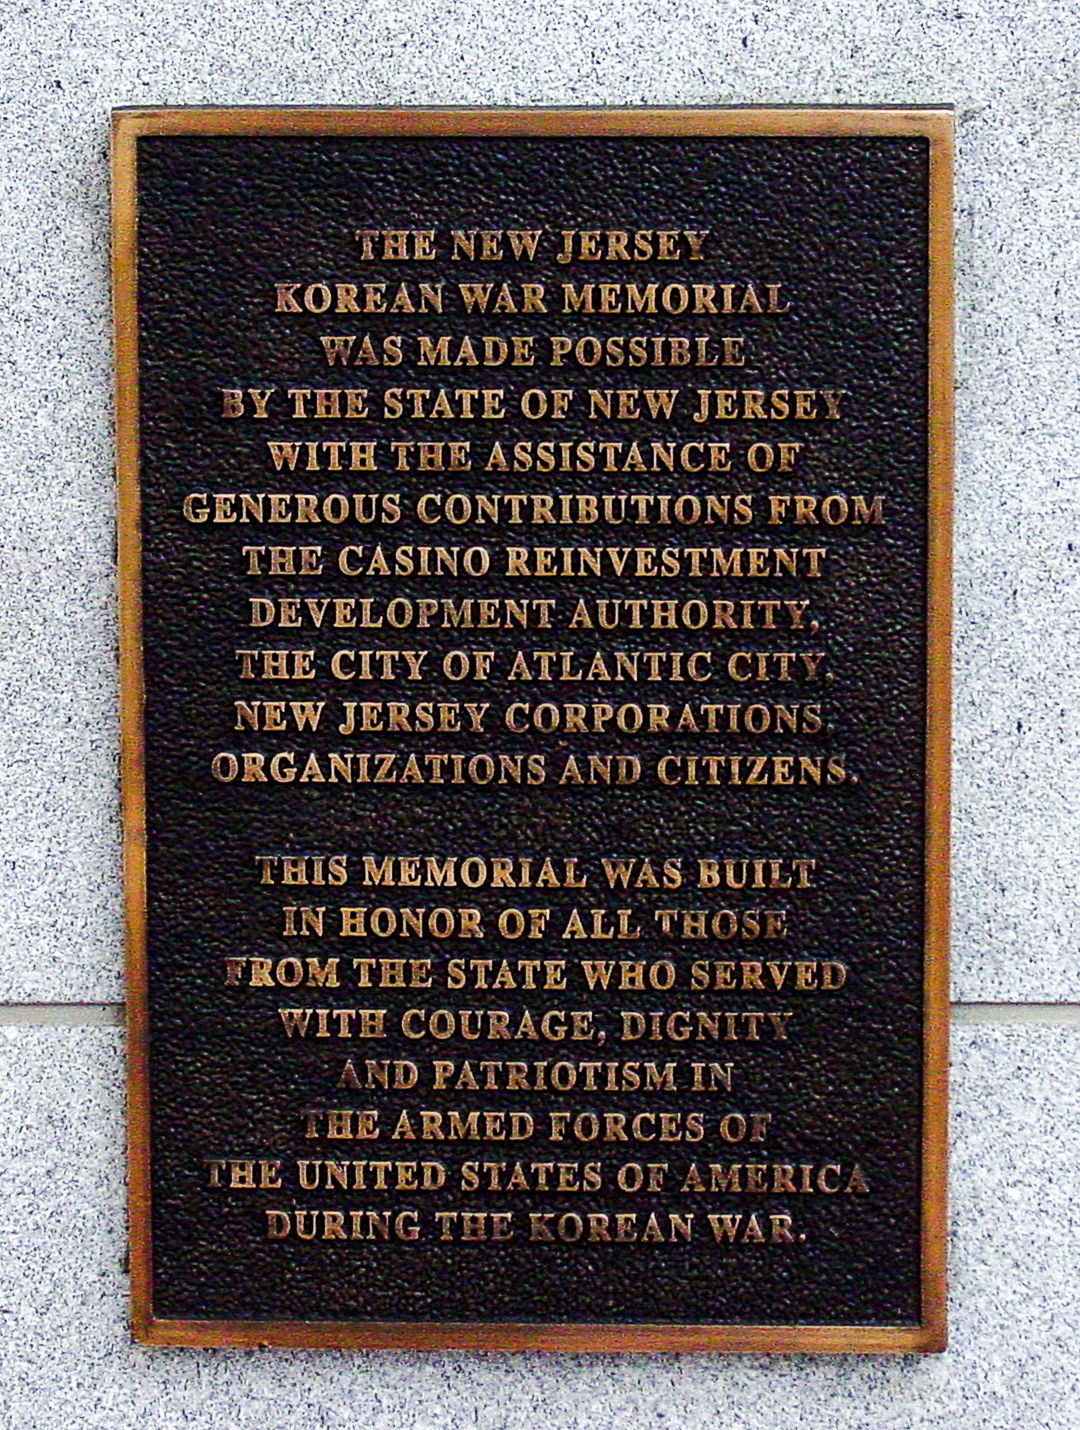 THE NEW JERSEY
KOREAN WAR MEMORIAL
WAS MADE POSSIBLE
BY THE STATE OF NEW JERSEY
WITH THE ASSISTANCE OF
GENEROUS CONTRIBUTIONS FROM
THE CASINO REINVESTMENT
DEVELOPMENT AUTHORITY,
THE CITY OF ATLANTIC CITY,
NEW JERSEY CORPORATIONS,
ORGANIZATIONS AND CITIZENS.
THIS MEMORIAL WAS BUILT
IN HONOR OF ALL THOSE
FROM THE STATE WHO SERVED
WITH COURAGE, DIGNITY
AND PATRIOTISM IN
THE ARMED FORCES OF
THE UNITED STATES OF AMERICA
DURING THE KOREAN WAR.